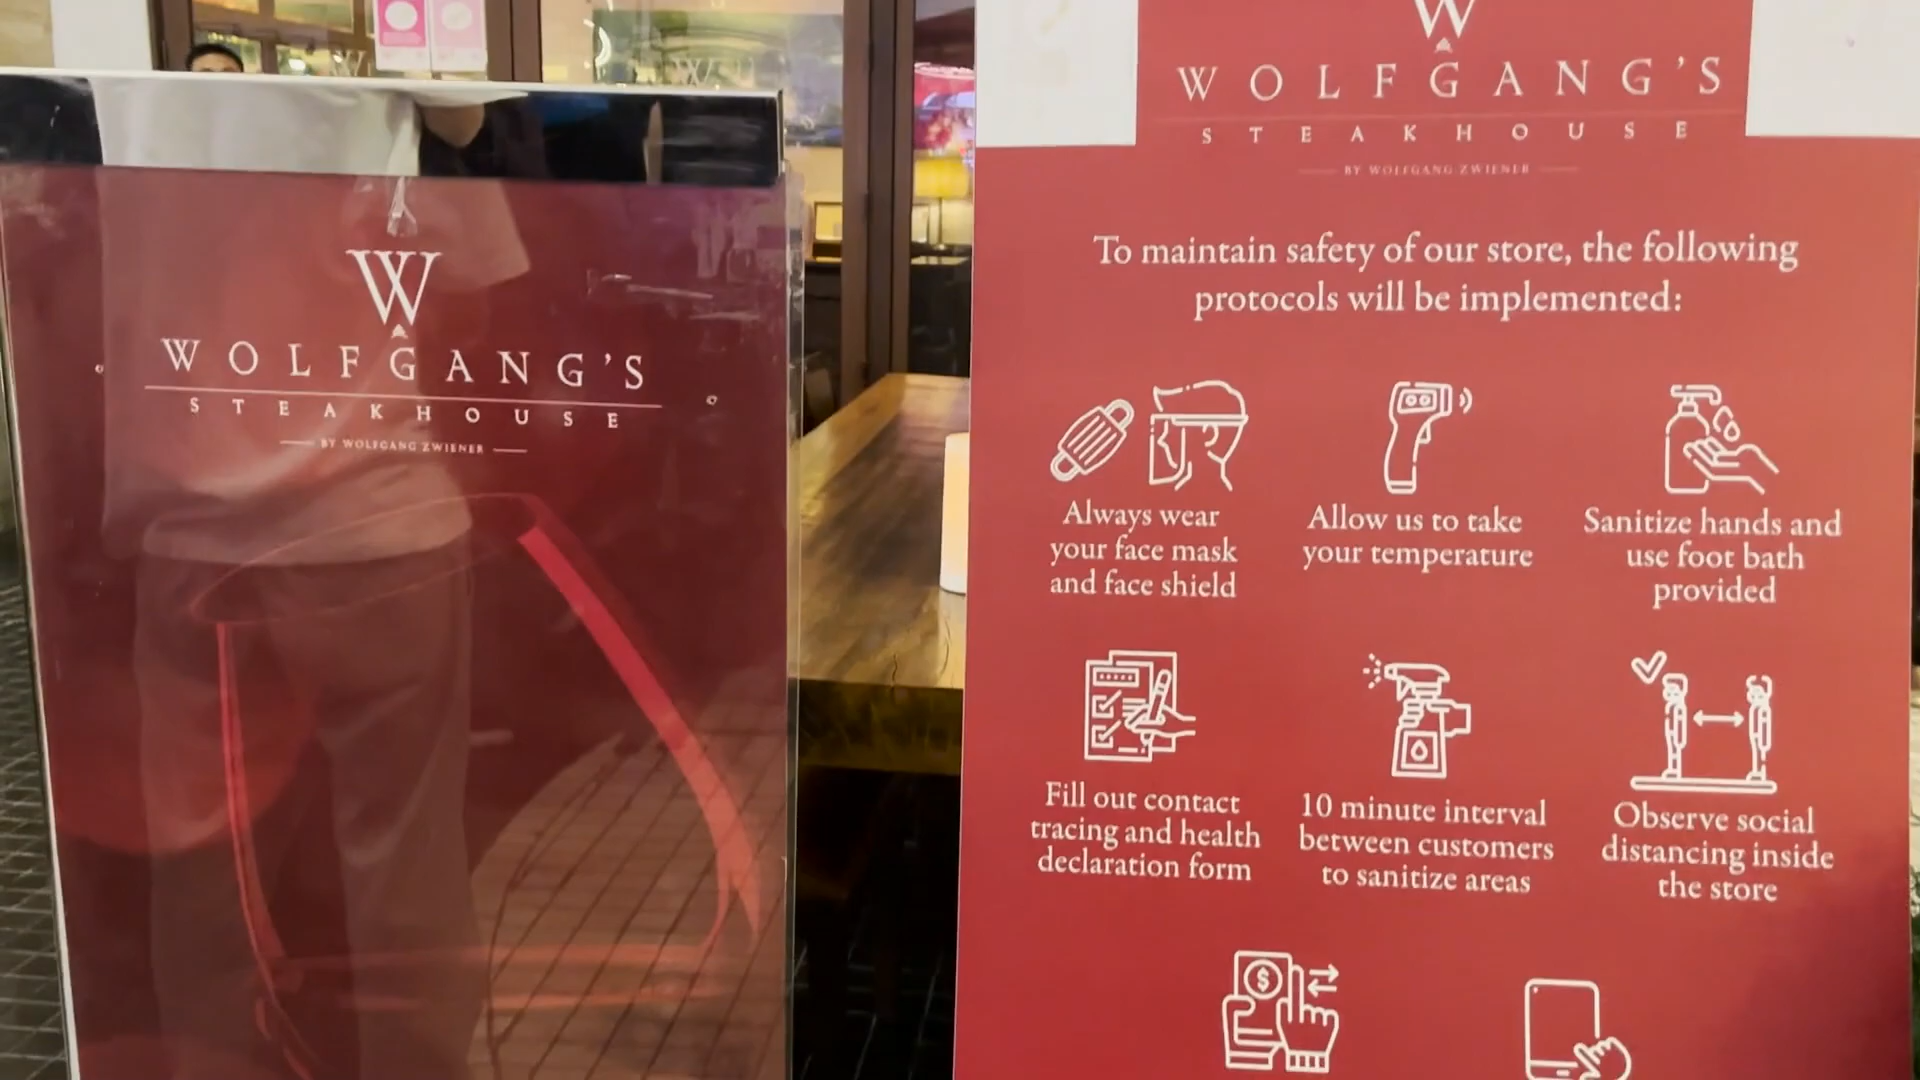 W
WOLFGANG'S
STEAKHOUSE
BY WOLFGANG ZWIENER
W
WOLFGANG'S
STEAKHOUSE
BY WOLFGANG ZWIENER
To maintain safety of our store, the following
protocols will be implemented:
Always wear
your face mask
and face shield
Allow us to take
your temperature
Sanitize hands and
use foot bath
provided
Fill out contact
tracing and health
declaration form
10 minute interval
between customers
to sanitize areas
Observe social
distancing inside
the store